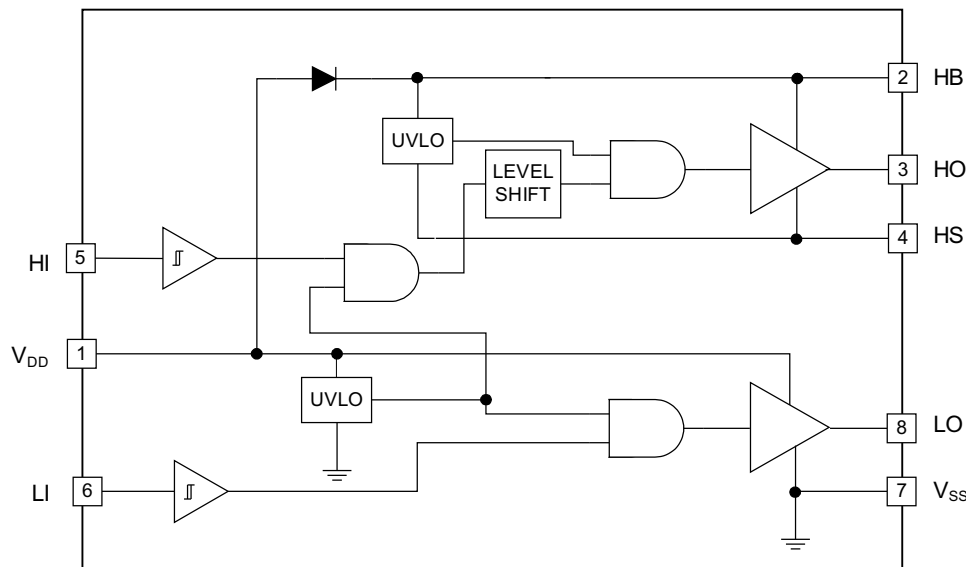 2 HB
UVLO
LEVEL
SHIFT
3 HO
HI 5
4 HS
VDD 1
UVLO
8 LO
LI 6
7 VSS